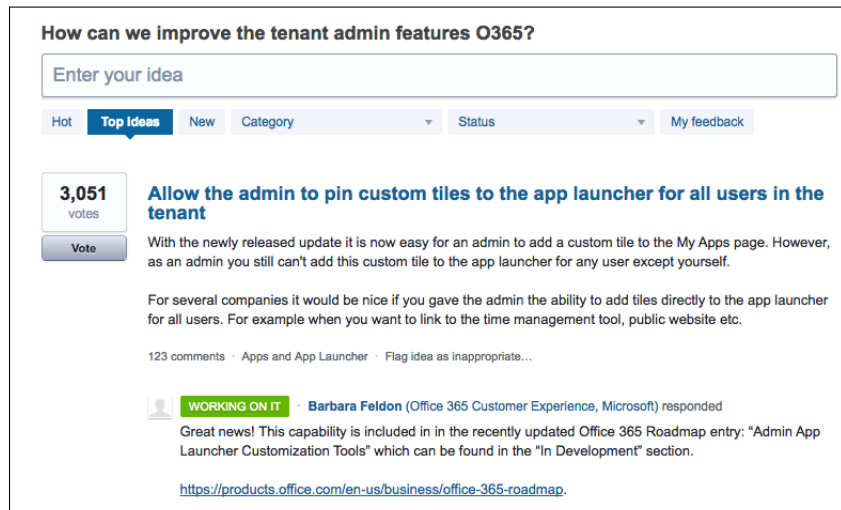 How can we improve the tenant admin features O365?
Enter your idea
Hot Top Ideas New Category Status My feedback
3,051
votes
Vote
Allow the admin to pin custom tiles to the app launcher for all users in the
tenant
With the newly released update it is now easy for an admin to add a custom tile to the My Apps page. However,
as an admin you still can't add this custom tile to the app launcher for any user except yourself.
For several companies it would be nice if you gave the admin the ability to add tiles directly to the app launcher
for all users. For example when you want to link to the time management tool, public website etc.
123 comments · Apps and App Launcher · Flag idea as inappropriate…
WORKING ON IT · Barbara Feldon (Office 365 Customer Experience, Microsoft) responded
Great news! This capability is included in in the recently updated Office 365 Roadmap entry: “Admin App
Launcher Customization Tools” which can be found in the “In Development” section.
https://products.office.com/en-us/business/office-365-roadmap.